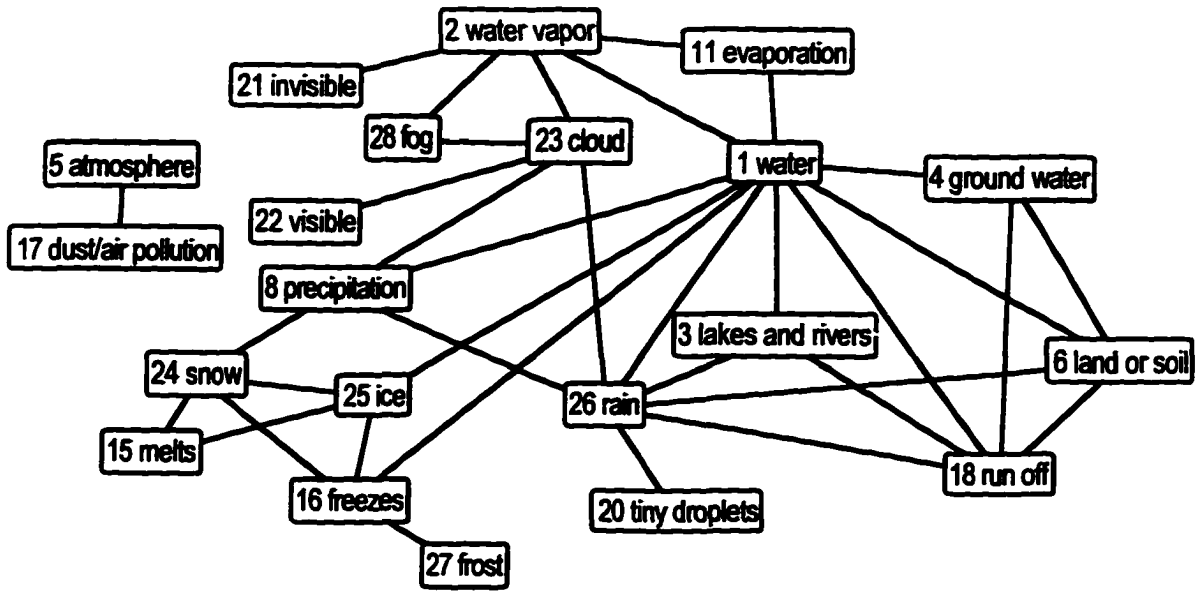 2 water vapor
11 evaporation
21 invisible
28 fog
23 cloud
5 atmosphere
1 water
4 ground water
22 visible
17 dust/air pollution
8 precipitation
3 lakes and rivers
6 land or soil
24 snow
25 ice
26 rain
15 melts
18 run off
16 freezes
20 tiny droplets
27 frost